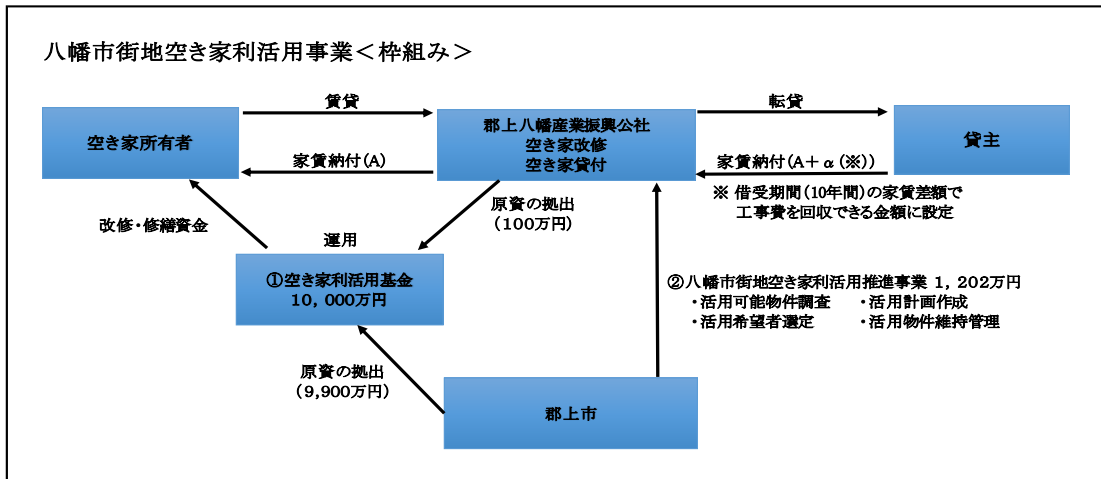 八幡市街地空き家利活用事業＜枠組み＞
賃貸
転貸
空き家所有者
郡上八幡産業振興公社
空き家改修
空き家貸付
貸主
家賃納付(A)
家賃納付(A＋α(※))
※ 借受期間(10年間)の家賃差額で
工事費を回収できる金額に設定
改修・修繕資金
原資の拠出
(100万円)
運用
①空き家利活用基金
10,000万円
②八幡市街地空き家利活用推進事業 1,202万円
・活用可能物件調査 ・活用計画作成
・活用希望者選定 ・活用物件維持管理
原資の拠出
(9,900万円)
郡上市